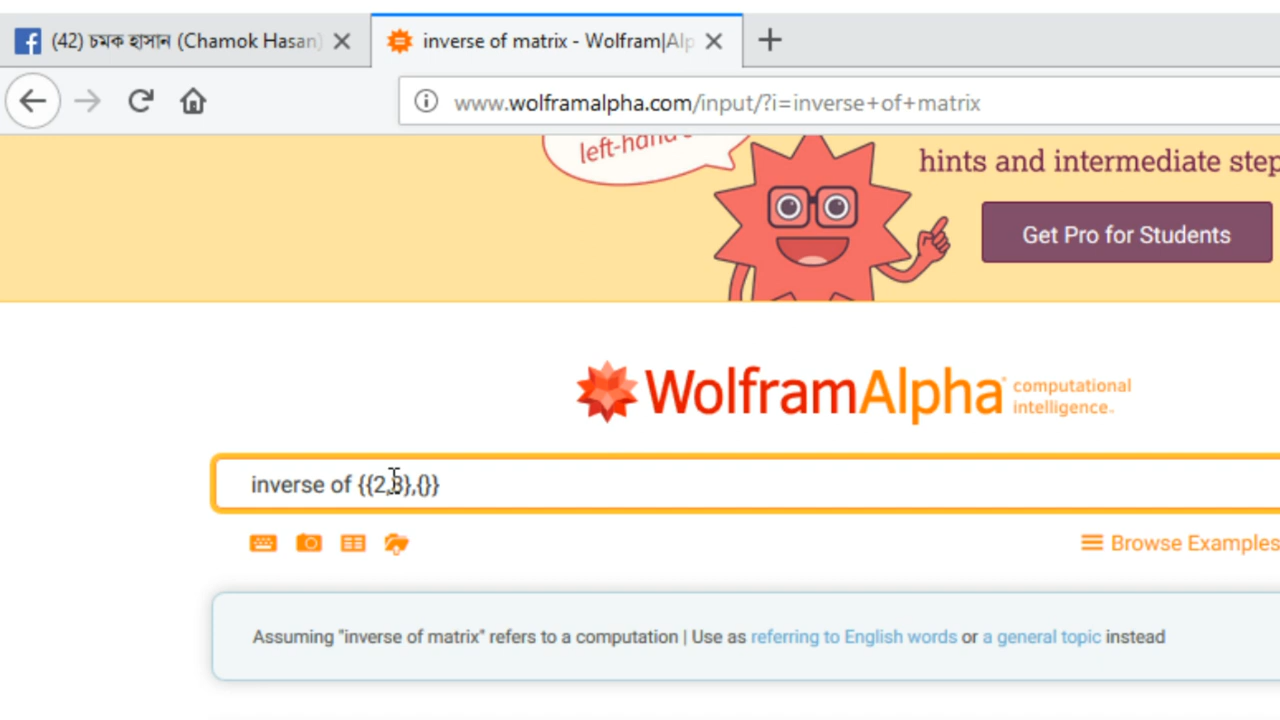 (42) চমক হাসান (Chamok Hasan)
inverse of matrix - Wolfram|Alp
www.wolframalpha.com/input/?i=inverse+of+matrix
left-hand
hints and intermediate step
Get Pro for Students
WolframAlpha computational intelligence.
inverse of {{2,3},{}}
Browse Examples
Assuming "inverse of matrix" refers to a computation | Use as referring to English words or a general topic instead